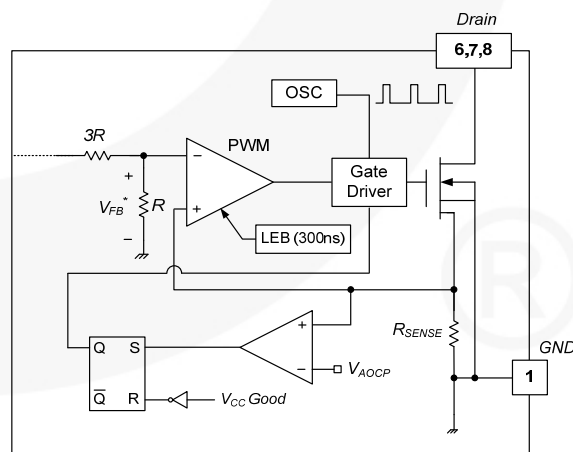 Drain
6,7,8
OSC
3R
PWM
−
+
Gate
Driver
+
V_FB*
−
R
LEB (300ns)
R_SENSE
GND
1
+
−
V_AOCP
Q
S
Q̅
R
V_CC Good
®